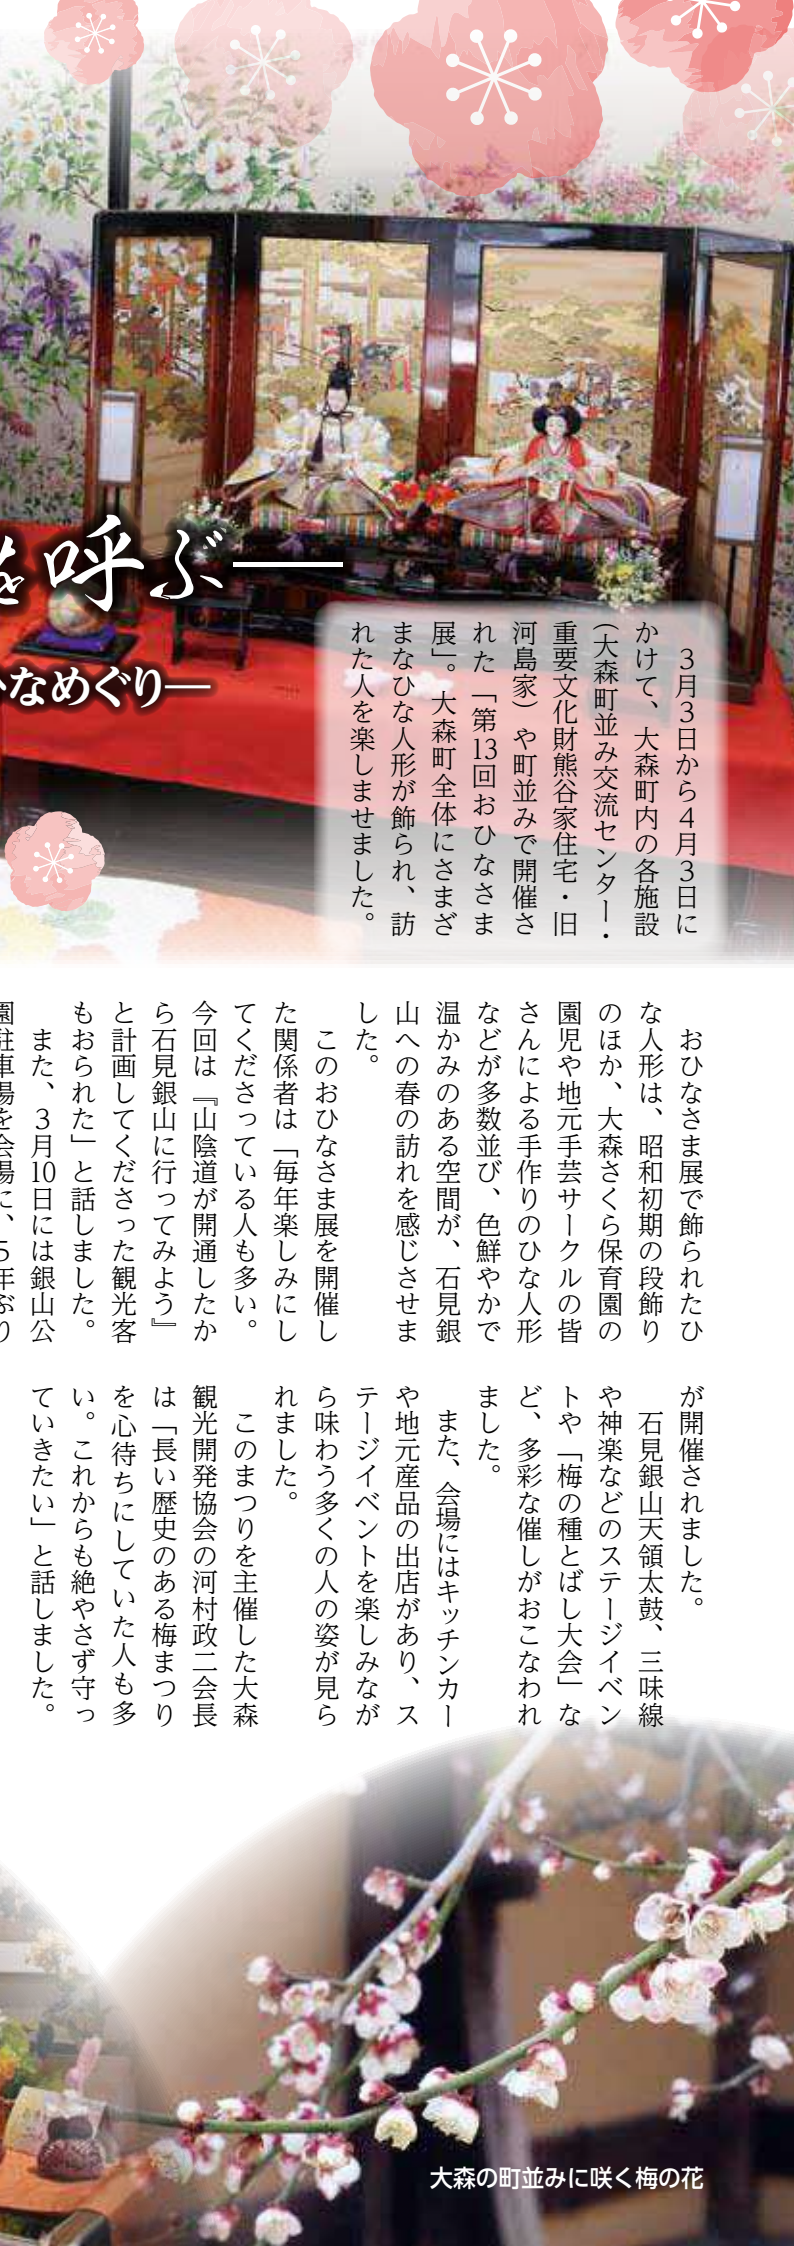 を呼ぶ――
なめぐり―
　３月３日から４月３日に
かけて、大森町内の各施設
（大森町並み交流センター・
重要文化財熊谷家住宅・旧
河島家）や町並みで開催さ
れた「第13回おひなさま
展」。大森町全体にさまざ
まなひな人形が飾られ、訪
れた人を楽しませました。
　おひなさま展で飾られたひ
な人形は、昭和初期の段飾り
のほか、大森さくら保育園の
園児や地元手芸サークルの皆
さんによる手作りのひな人形
などが多数並び、色鮮やかで
温かみのある空間が、石見銀
山への春の訪れを感じさせま
した。
　このおひなさま展を開催し
た関係者は「毎年楽しみにし
てくださっている人も多い。
今回は『山陰道が開通したか
ら石見銀山に行ってみよう』
と計画してくださった観光客
もおられた」と話しました。
　また、３月10日には銀山公
園駐車場を会場に、５年ぶり
が開催されました。
　石見銀山天領太鼓、三味線
や神楽などのステージイベン
トや「梅の種とばし大会」な
ど、多彩な催しがおこなわれ
ました。
　また、会場にはキッチンカー
や地元産品の出店があり、ス
テージイベントを楽しみなが
ら味わう多くの人の姿が見ら
れました。
　このまつりを主催した大森
観光開発協会の河村政二会長
は「長い歴史のある梅まつり
を心待ちにしていた人も多
い。これからも絶やさず守っ
ていきたい」と話しました。
大森の町並みに咲く梅の花